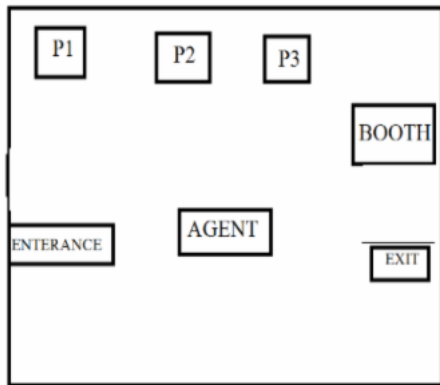 P1
P2
P3
BOOTH
AGENT
ENTERANCE
EXIT